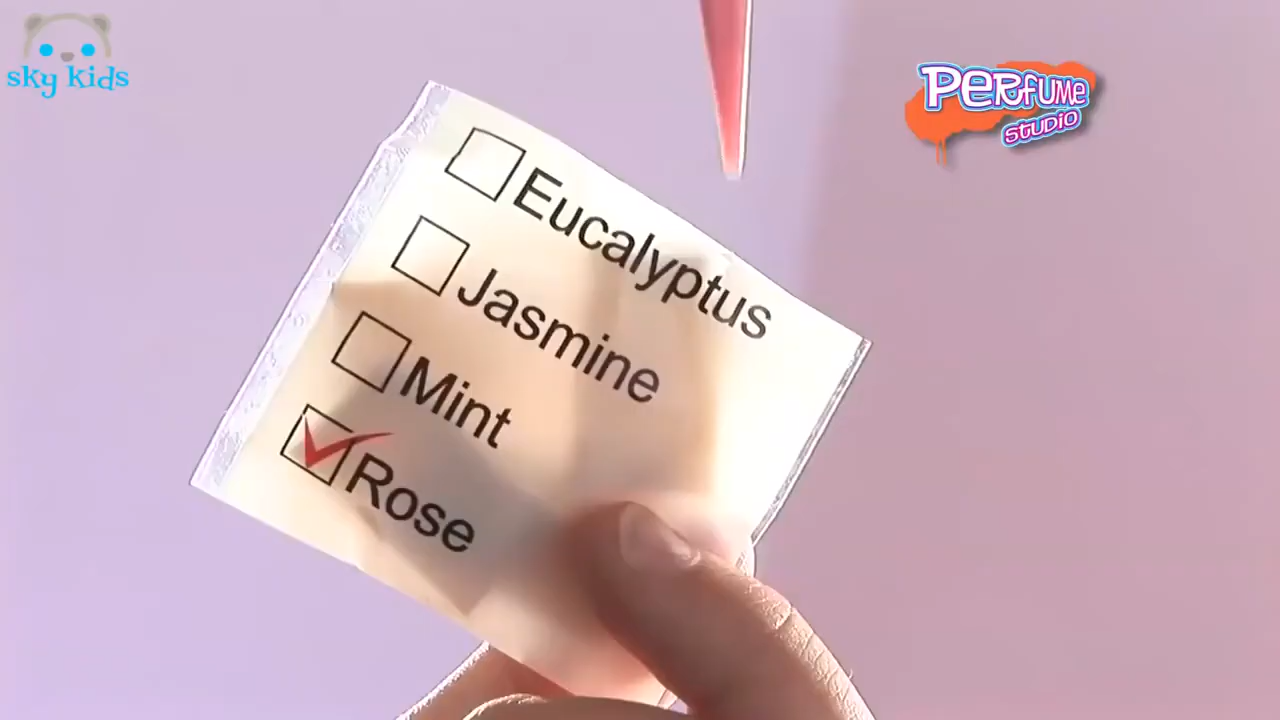 sky kids
PERfUME
studio
Eucalyptus
Jasmine
Mint
Rose